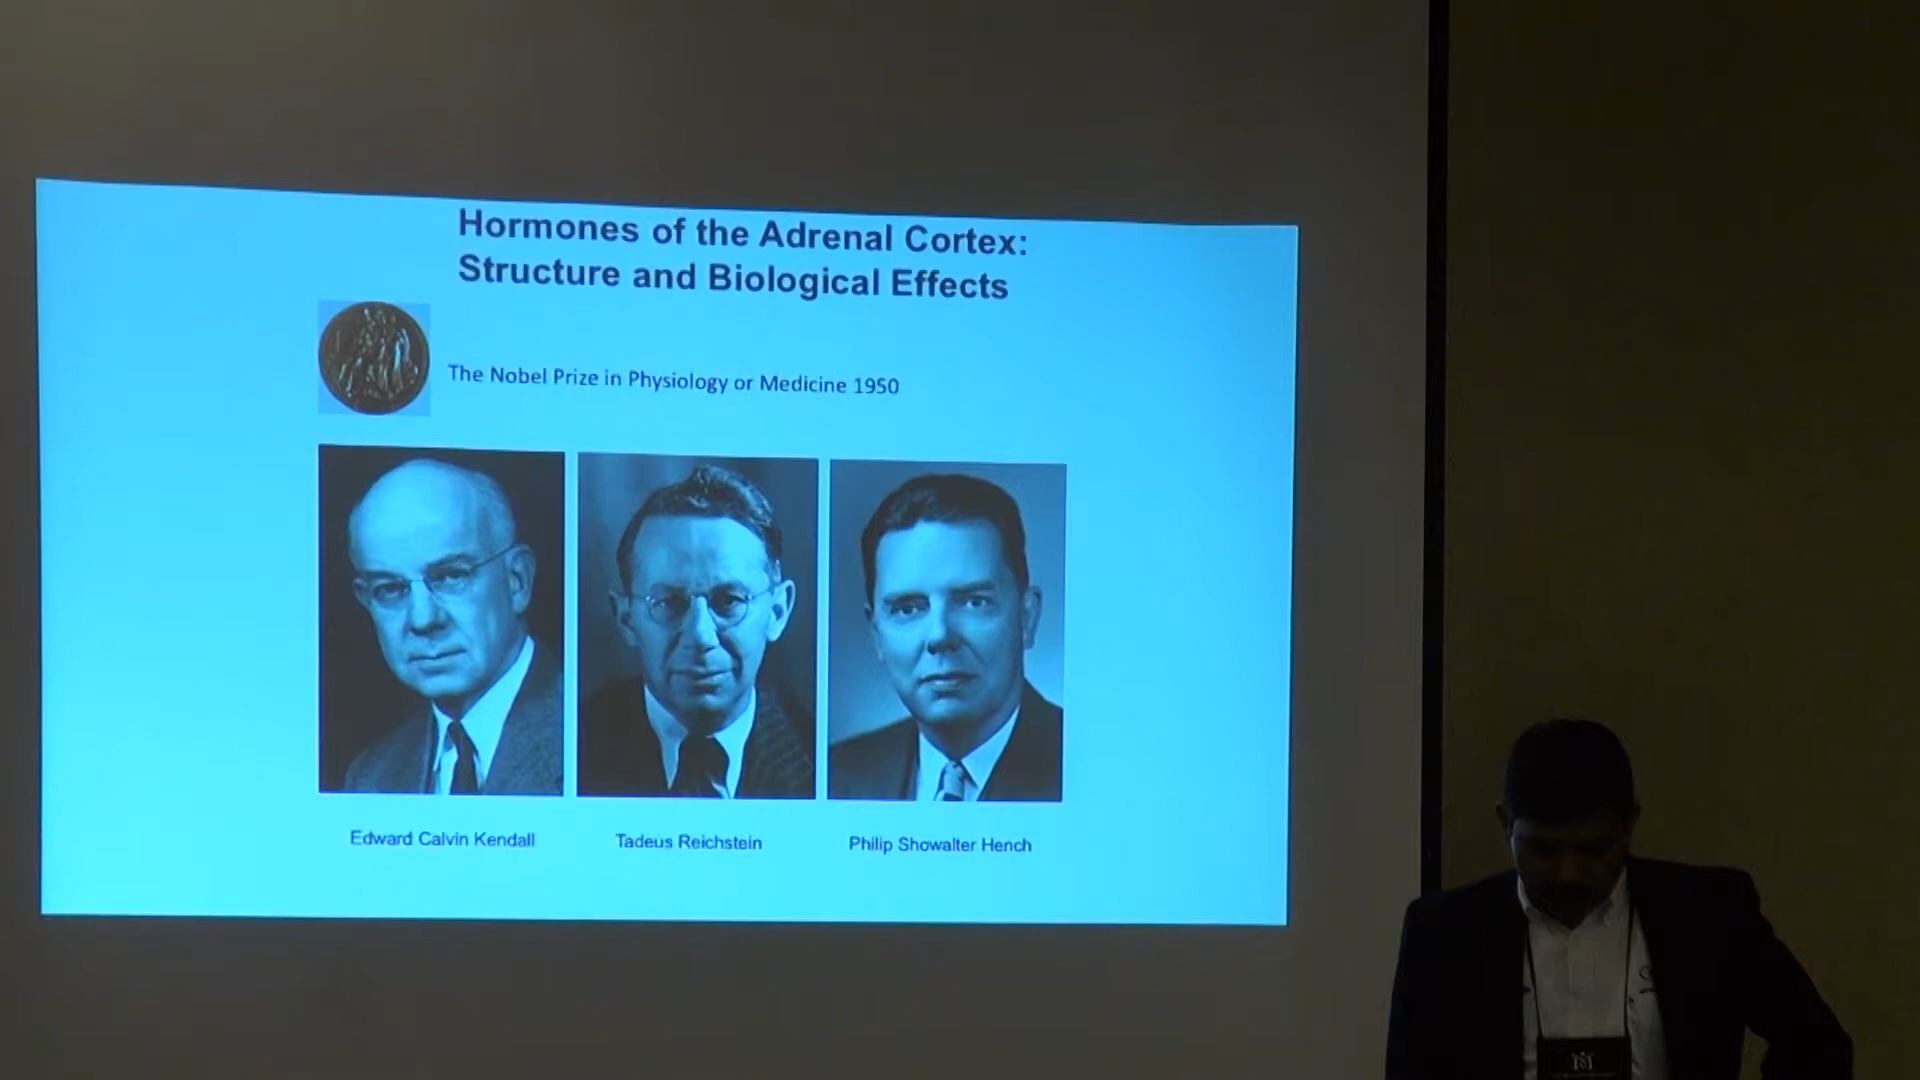 Hormones of the Adrenal Cortex:
Structure and Biological Effects
The Nobel Prize in Physiology or Medicine 1950
Edward Calvin Kendall
Tadeus Reichstein
Philip Showalter Hench